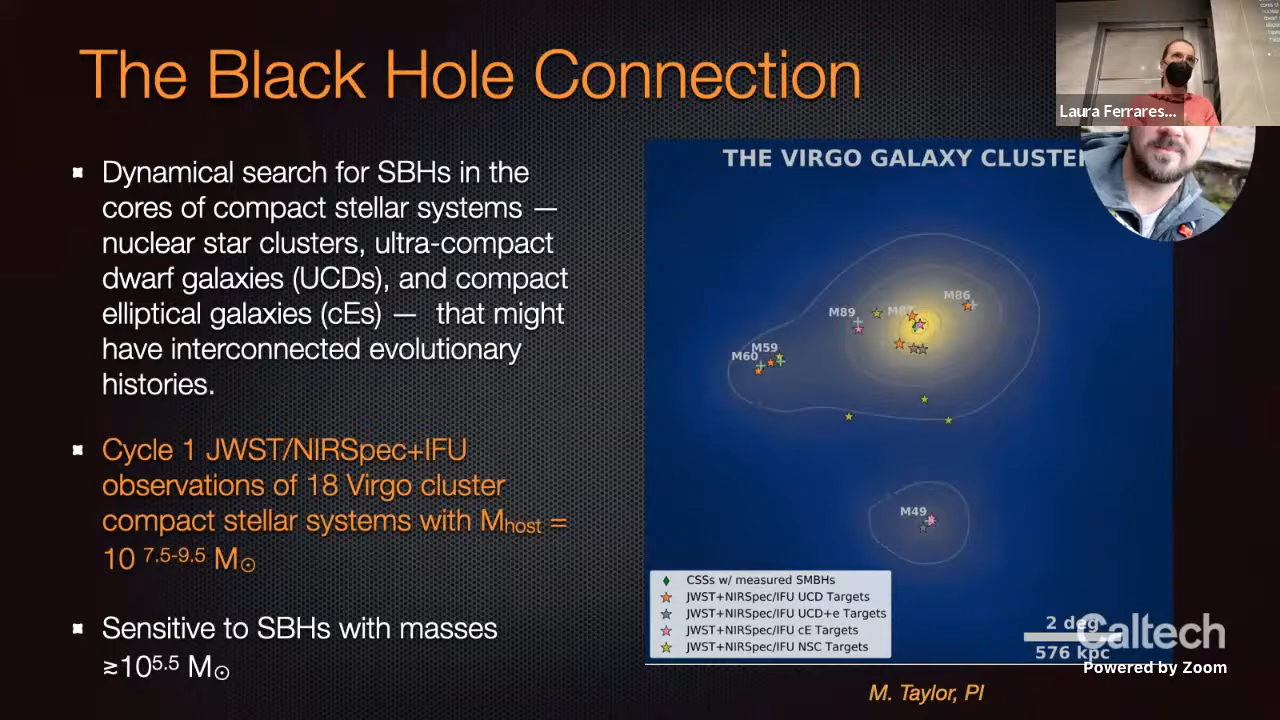 The Black Hole Connection
Laura Ferrares...
Dynamical search for SBHs in the
cores of compact stellar systems —
nuclear star clusters, ultra-compact
dwarf galaxies (UCDs), and compact
elliptical galaxies (cEs) — that might
have interconnected evolutionary
histories.
Cycle 1 JWST/NIRSpec+IFU
observations of 18 Virgo cluster
compact stellar systems with Mhost =
10 7.5-9.5 M⊙
Sensitive to SBHs with masses
≳10^5.5 M⊙
THE VIRGO GALAXY CLUSTER
M86
M89
M87
M59
M60
M49
CSSs w/ measured SMBHs
JWST+NIRSpec/IFU UCD Targets
JWST+NIRSpec/IFU UCD+e Targets
JWST+NIRSpec/IFU cE Targets
JWST+NIRSpec/IFU NSC Targets
2 deg
576 kpc
Caltech
Powered by Zoom
M. Taylor, PI